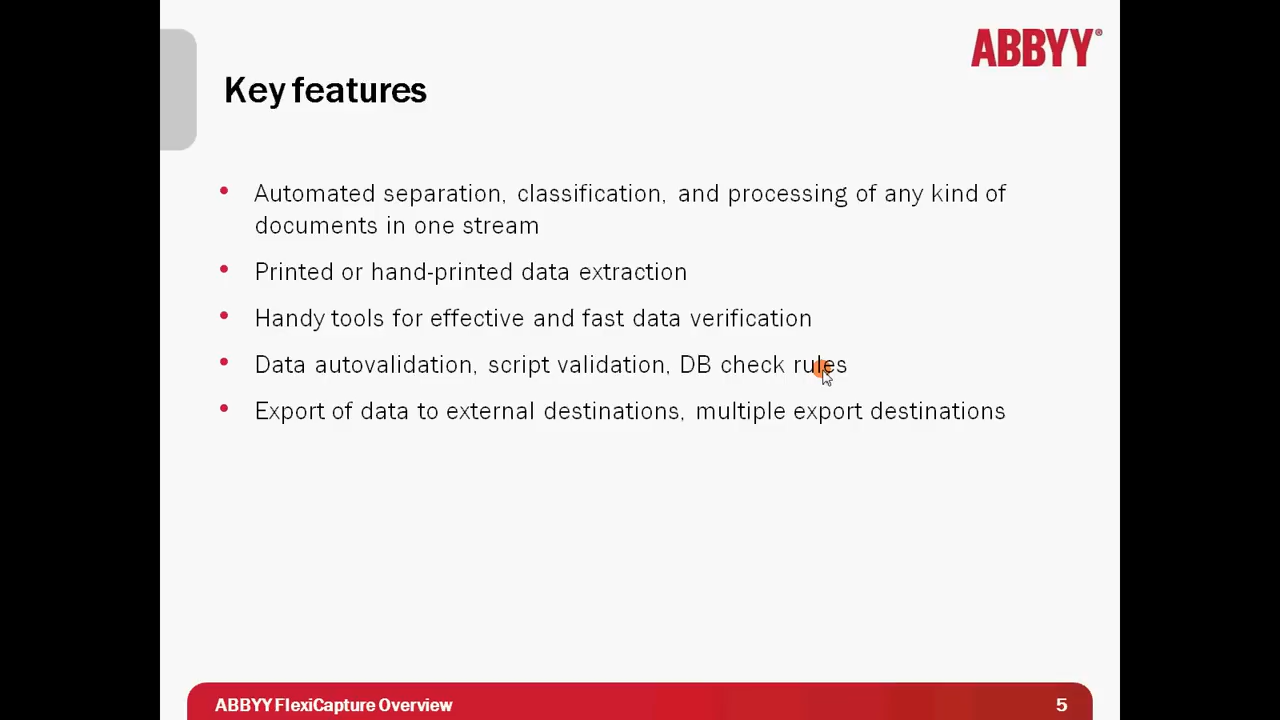 ABBYY®
Key features
• Automated separation, classification, and processing of any kind of
documents in one stream
• Printed or hand-printed data extraction
• Handy tools for effective and fast data verification
• Data autovalidation, script validation, DB check rules
• Export of data to external destinations, multiple export destinations
ABBYY FlexiCapture Overview 5